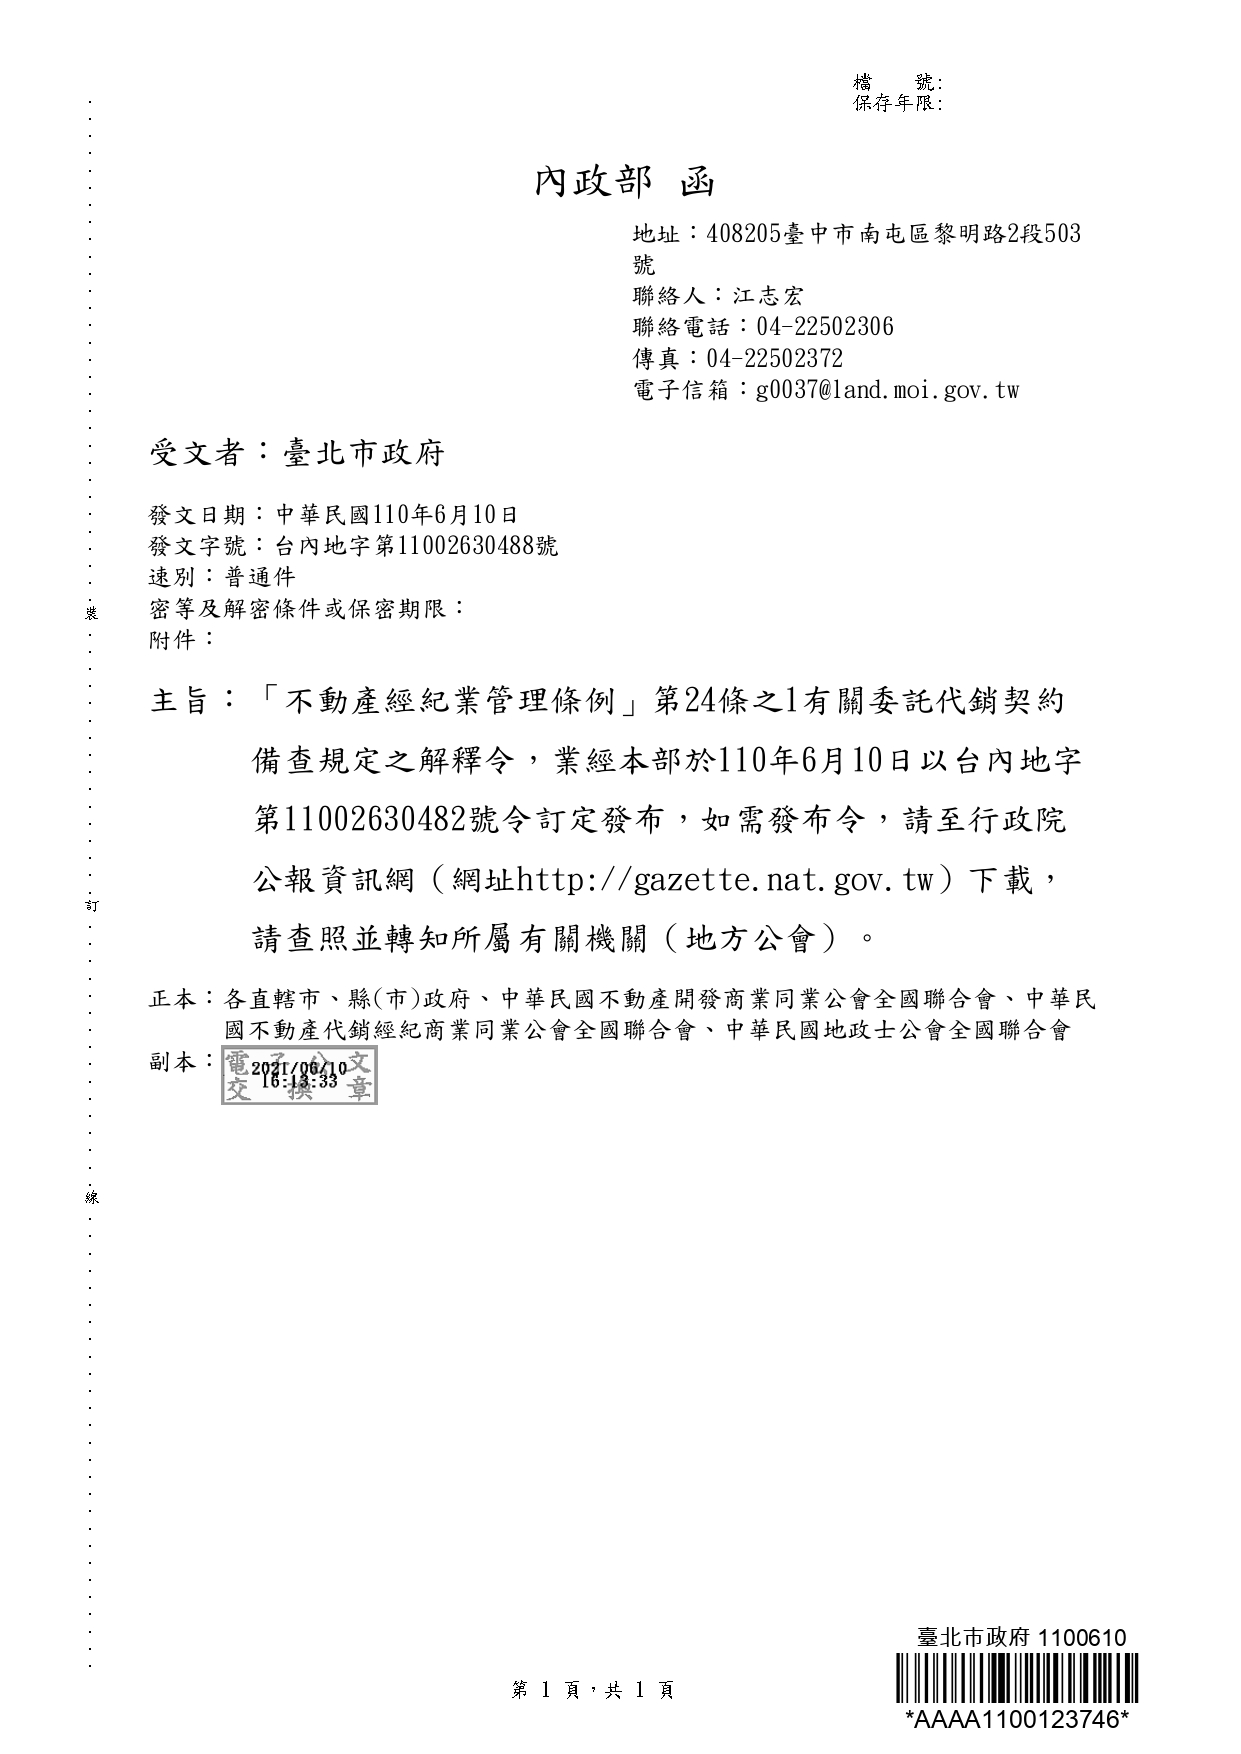 檔　　號:
保存年限:
內政部 函
地址：408205臺中市南屯區黎明路2段503
號
聯絡人：江志宏
聯絡電話：04-22502306
傳真：04-22502372
電子信箱：g0037@land.moi.gov.tw
受文者：臺北市政府
發文日期：中華民國110年6月10日
發文字號：台內地字第11002630488號
速別：普通件
密等及解密條件或保密期限：
附件：
主旨：「不動產經紀業管理條例」第24條之1有關委託代銷契約
備查規定之解釋令，業經本部於110年6月10日以台內地字
第11002630482號令訂定發布，如需發布令，請至行政院
公報資訊網（網址http://gazette.nat.gov.tw）下載，
請查照並轉知所屬有關機關（地方公會）。
正本：各直轄市、縣(市)政府、中華民國不動產開發商業同業公會全國聯合會、中華民
國不動產代銷經紀商業同業公會全國聯合會、中華民國地政士公會全國聯合會
副本：
電子公文
2021/06/10
16:13:33
交換章
裝
訂
線
第 1 頁，共 1 頁
臺北市政府 1100610
*AAAA1100123746*